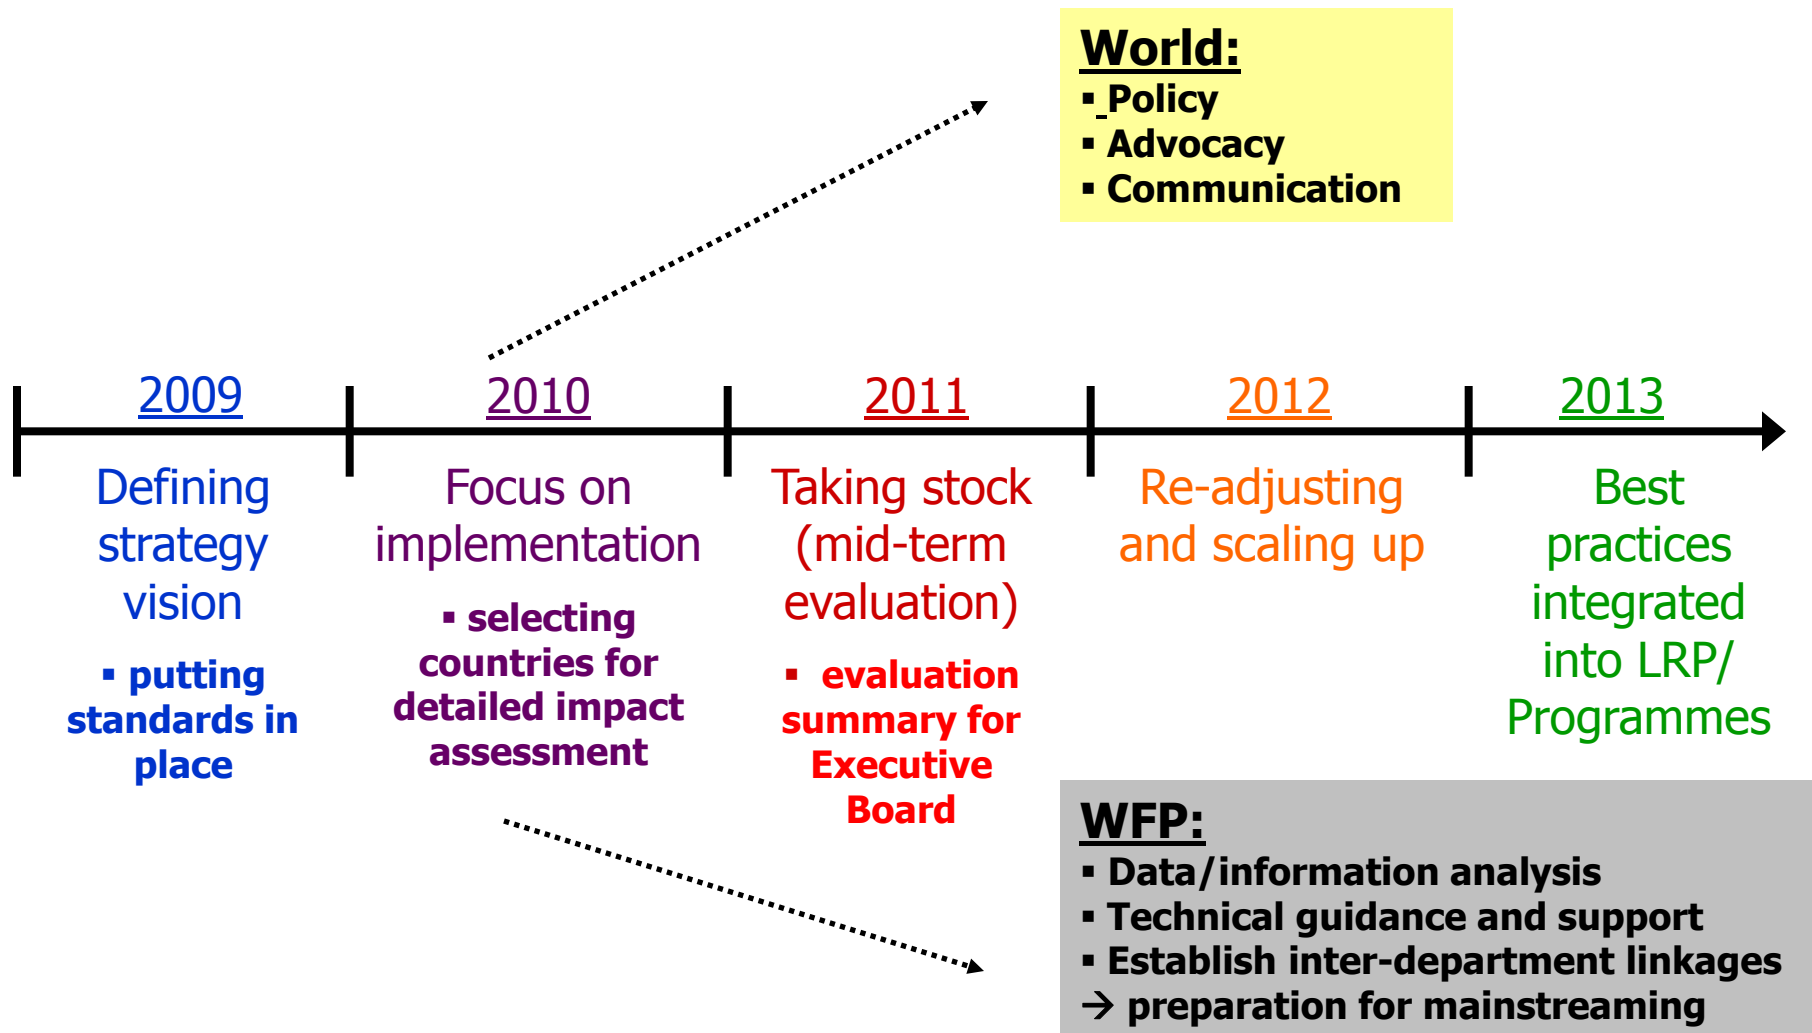 World:
▪ Policy
▪ Advocacy
▪ Communication
2009
Defining
strategy
vision
▪ putting
standards in
place
2010
Focus on
implementation
▪ selecting
countries for
detailed impact
assessment
2011
Taking stock
(mid-term
evaluation)
▪ evaluation
summary for
Executive
Board
2012
Re-adjusting
and scaling up
2013
Best
practices
integrated
into LRP/
Programmes
WFP:
▪ Data/information analysis
▪ Technical guidance and support
▪ Establish inter-department linkages
→ preparation for mainstreaming